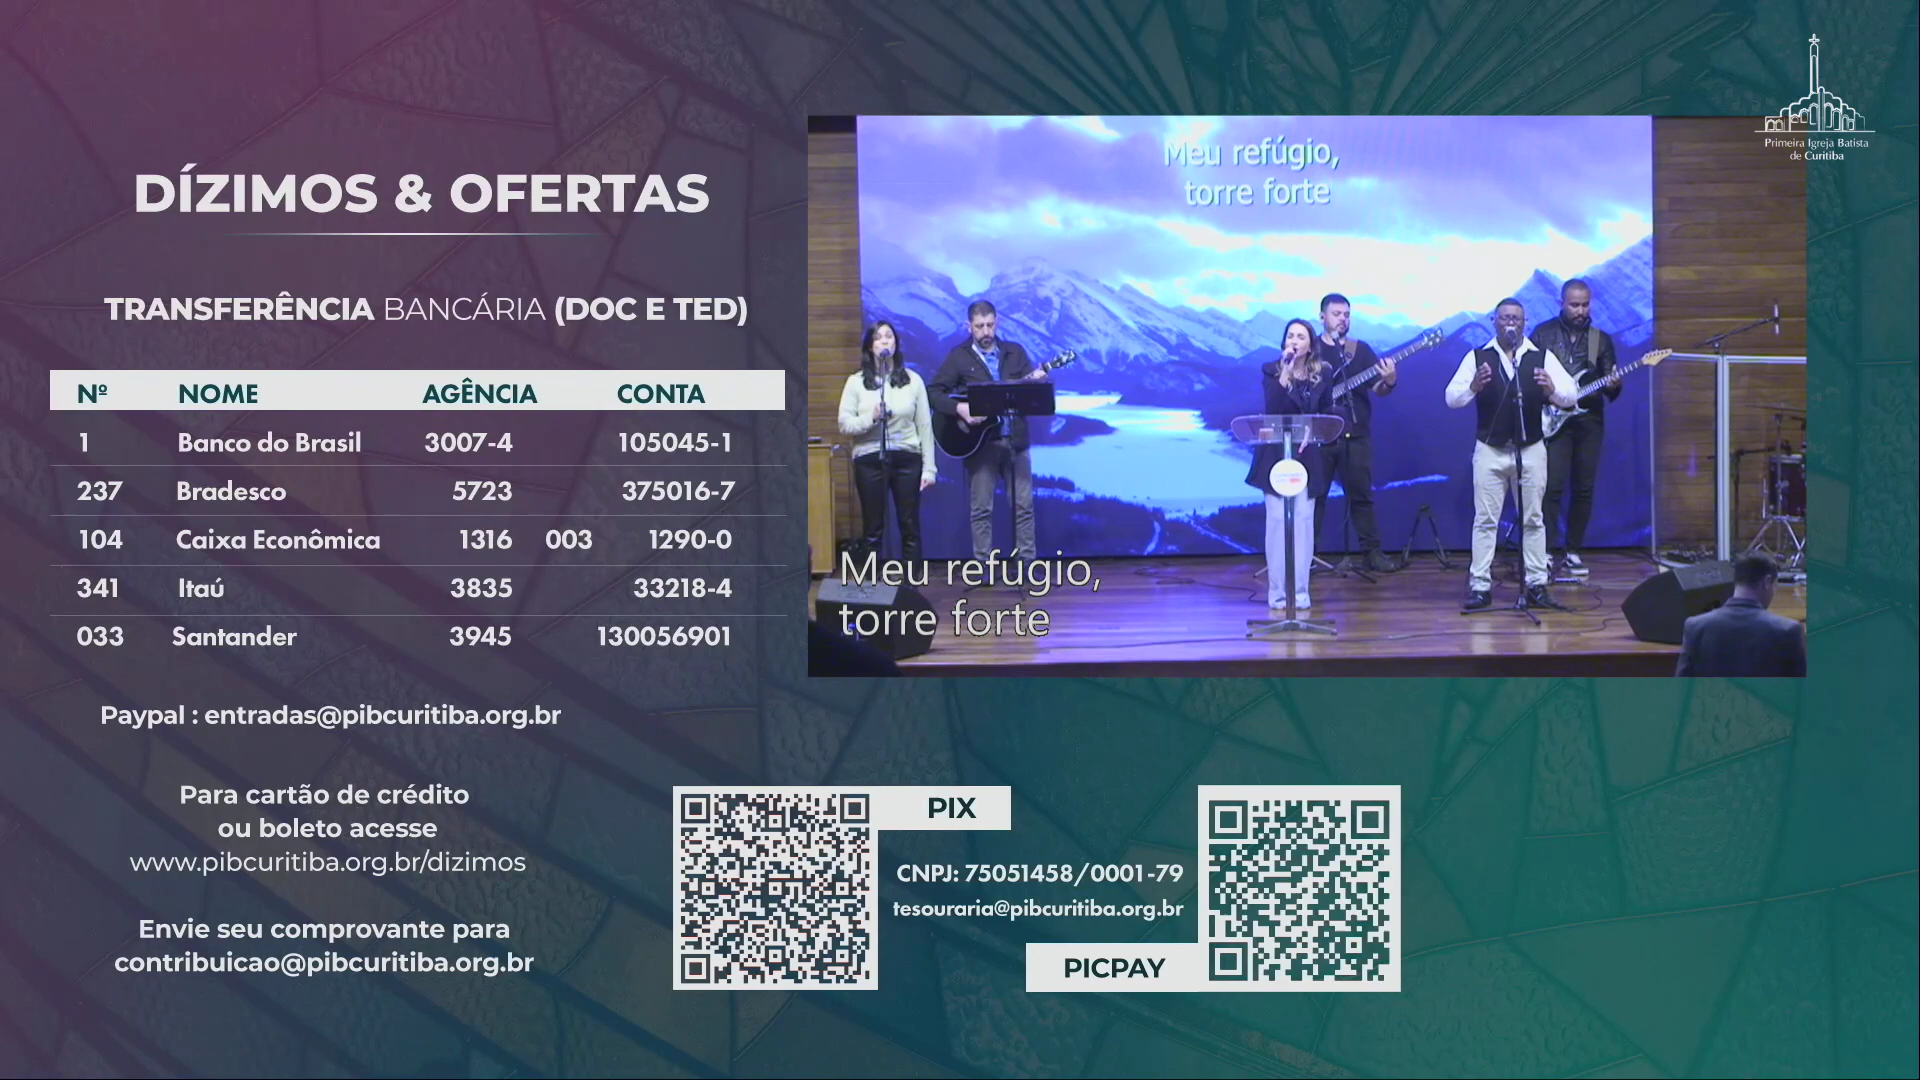 DÍZIMOS & OFERTAS
TRANSFERÊNCIA BANCÁRIA (DOC E TED)
Nº NOME AGÊNCIA CONTA
1 Banco do Brasil 3007-4 105045-1
237 Bradesco 5723 375016-7
104 Caixa Econômica 1316 003 1290-0
341 Itaú 3835 33218-4
033 Santander 3945 130056901
Paypal : entradas@pibcuritiba.org.br
Para cartão de crédito
ou boleto acesse
www.pibcuritiba.org.br/dizimos
Envie seu comprovante para
contribuicao@pibcuritiba.org.br
Meu refúgio,
torre forte
Meu refúgio,
torre forte
Primeira Igreja Batista
de Curitiba
PIX
CNPJ: 75051458/0001-79
tesouraria@pibcuritiba.org.br
PICPAY